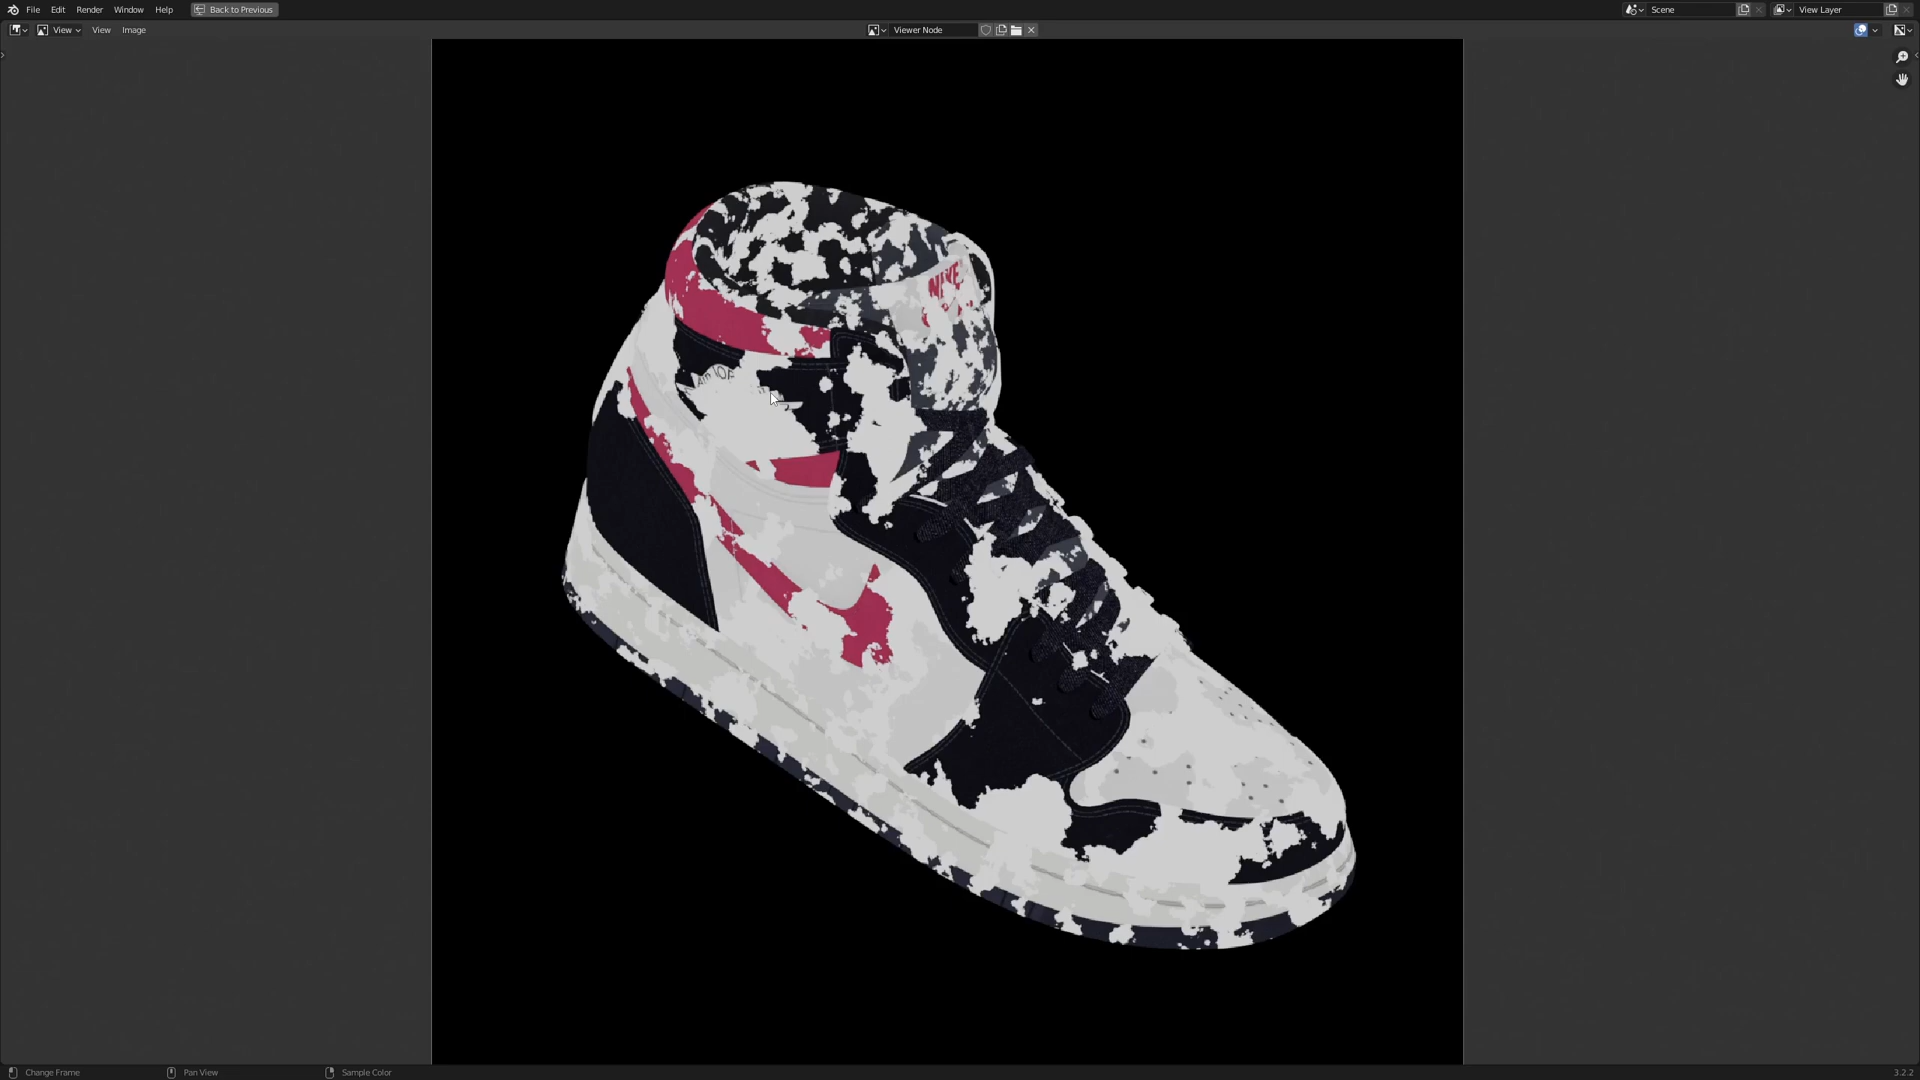 File Edit Render Window Help Back to Previous Scene View Layer
View View Image Viewer Node
NIKE
Change Frame Pan View Sample Color 3.2.2